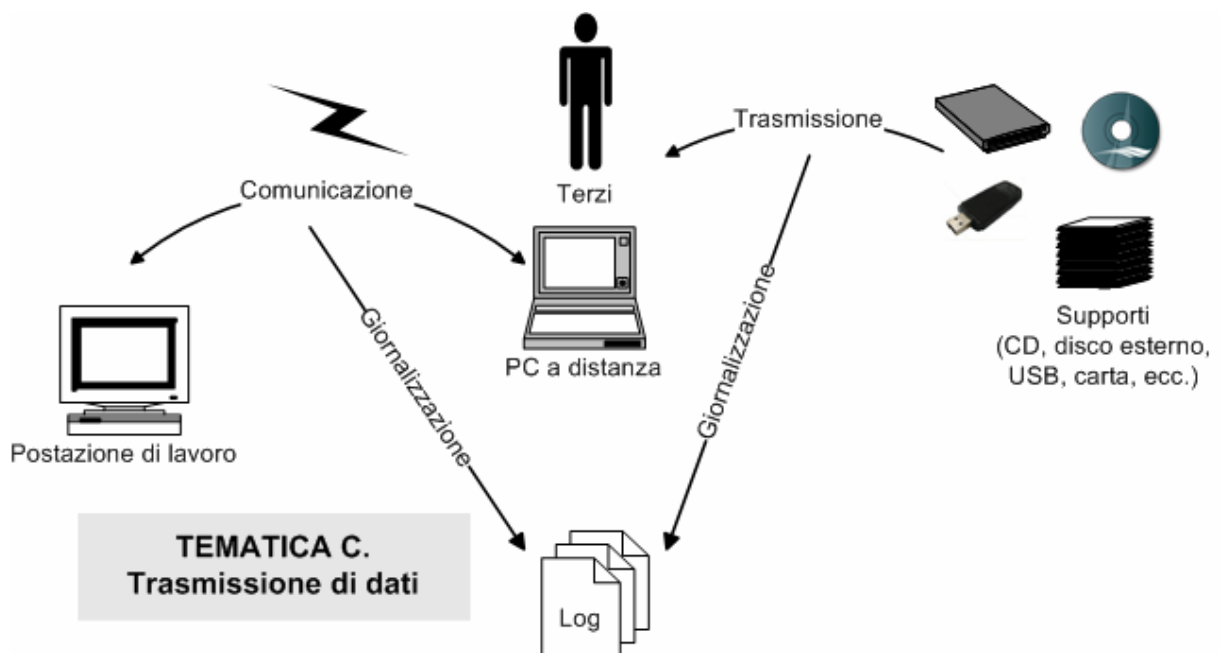 Trasmissione
Comunicazione
Terzi
Giornalizzazione
Giornalizzazione
PC a distanza
Supporti
(CD, disco esterno,
USB, carta, ecc.)
Postazione di lavoro
TEMATICA C.
Trasmissione di dati
Log